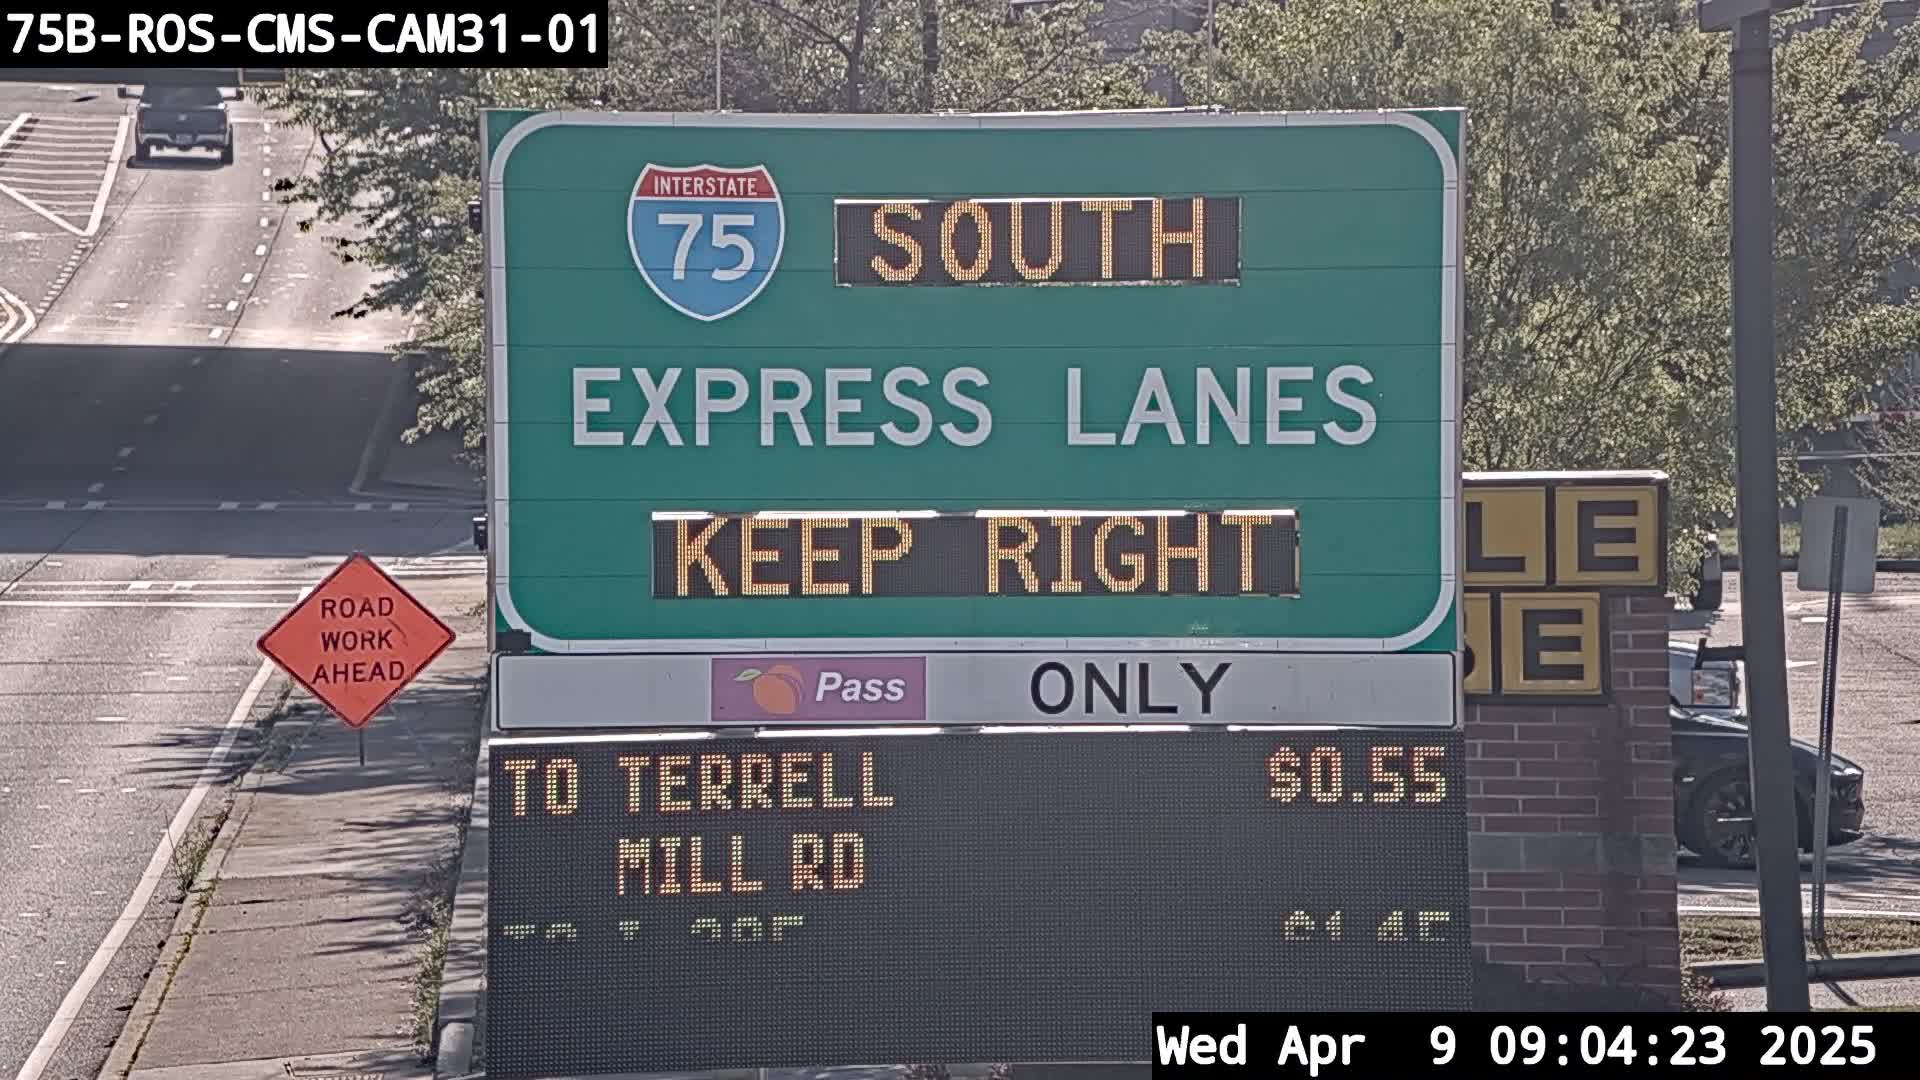 75B-ROS-CMS-CAM31-01
INTERSTATE
75
SOUTH
EXPRESS LANES
KEEP RIGHT
Pass ONLY
TO TERRELL $0.55
MILL RD
ROAD
WORK
AHEAD
LE
E
Wed Apr 9 09:04:23 2025